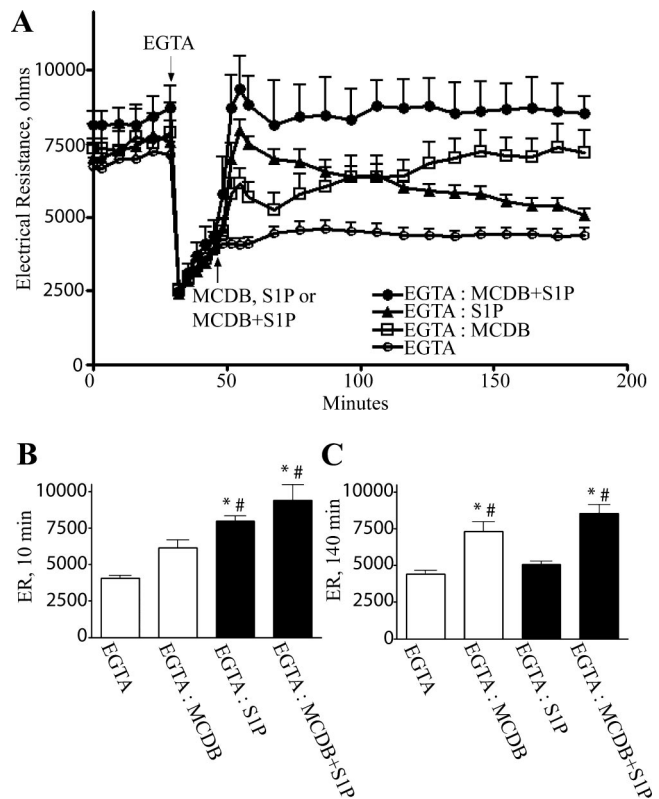 A
EGTA
Electrical Resistance, ohms
10000
7500
5000
2500
0
MCDB, S1P or
MCDB+S1P
EGTA : MCDB+S1P
EGTA : S1P
EGTA : MCDB
EGTA
0 50 100 150 200
Minutes
B
ER, 10 min
10000
7500
5000
2500
0
* #
* #
EGTA
EGTA : MCDB
EGTA : S1P
EGTA : MCDB+S1P
C
ER, 140 min
10000
7500
5000
2500
0
* #
* #
EGTA
EGTA : MCDB
EGTA : S1P
EGTA : MCDB+S1P